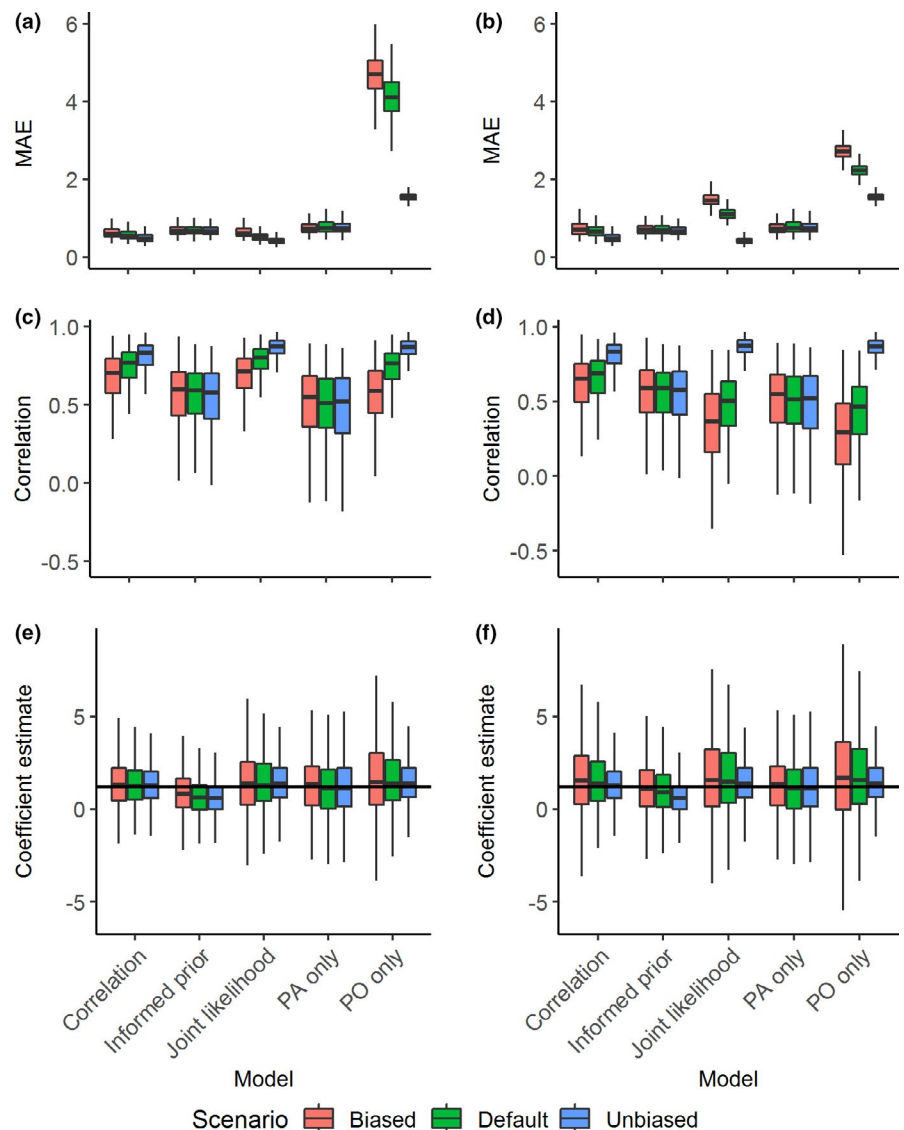 (a)
6
4
2
0
MAE
(b)
6
4
2
0
MAE
(c)
1.0
0.5
0.0
-0.5
Correlation
(d)
1.0
0.5
0.0
-0.5
Correlation
(e)
5
0
-5
Coefficient estimate
(f)
5
0
-5
Coefficient estimate
Correlation
Informed prior
Joint likelihood
PA only
PO only
Model
Correlation
Informed prior
Joint likelihood
PA only
PO only
Model
Scenario Biased Default Unbiased